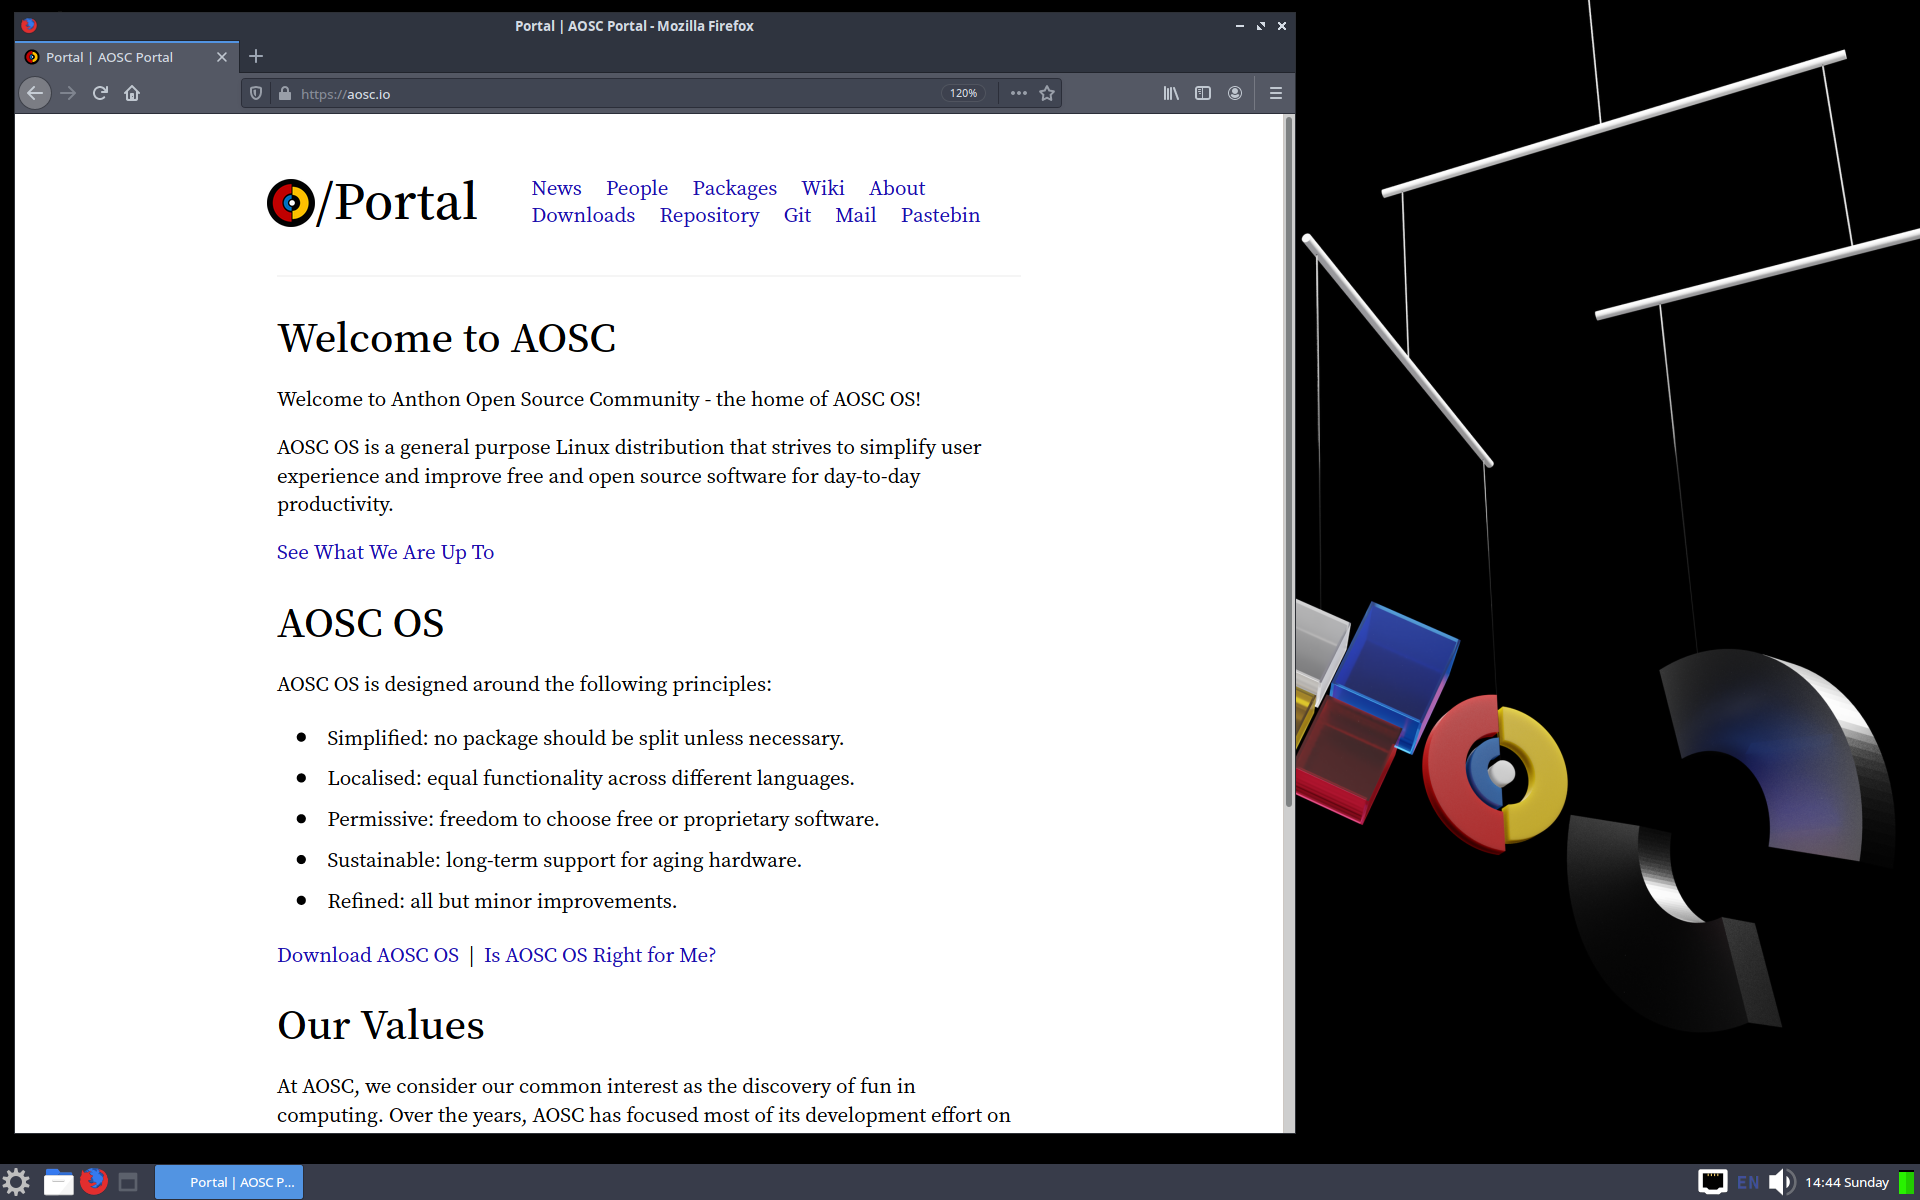 Portal | AOSC Portal - Mozilla Firefox
Portal | AOSC Portal
https://aosc.io
120%
/Portal
News People Packages Wiki About
Downloads Repository Git Mail Pastebin
Welcome to AOSC
Welcome to Anthon Open Source Community - the home of AOSC OS!
AOSC OS is a general purpose Linux distribution that strives to simplify user
experience and improve free and open source software for day-to-day
productivity.
See What We Are Up To
AOSC OS
AOSC OS is designed around the following principles:
Simplified: no package should be split unless necessary.
Localised: equal functionality across different languages.
Permissive: freedom to choose free or proprietary software.
Sustainable: long-term support for aging hardware.
Refined: all but minor improvements.
Download AOSC OS | Is AOSC OS Right for Me?
Our Values
At AOSC, we consider our common interest as the discovery of fun in
computing. Over the years, AOSC has focused most of its development effort on
Portal | AOSC P...
EN
14:44 Sunday